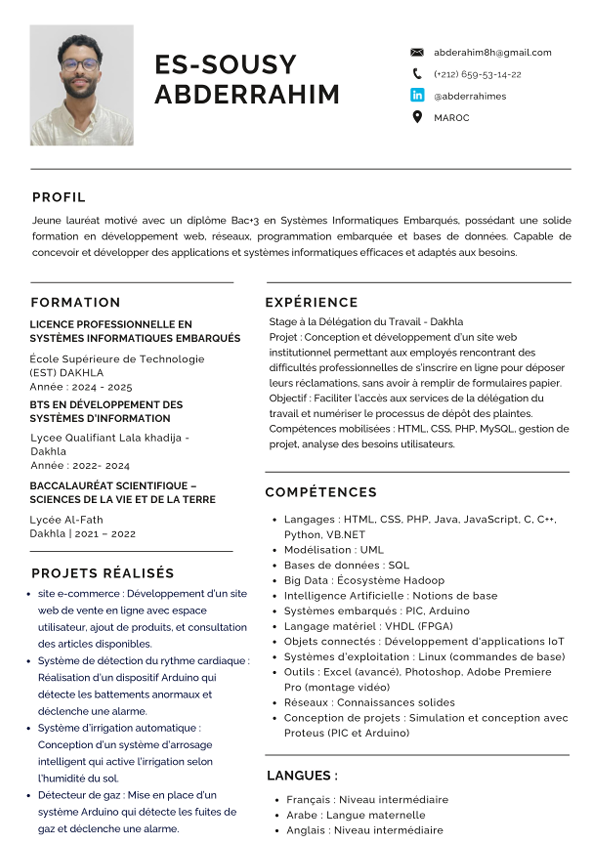 ES-SOUSY
ABDERRAHIM
abderahim8h@gmail.com
(+212) 659-53-14-22
@abderrahimes
MAROC
PROFIL
Jeune lauréat motivé avec un diplôme Bac+3 en Systèmes Informatiques Embarqués, possédant une solide
formation en développement web, réseaux, programmation embarquée et bases de données. Capable de
concevoir et développer des applications et systèmes informatiques efficaces et adaptés aux besoins.
FORMATION
LICENCE PROFESSIONNELLE EN
SYSTÈMES INFORMATIQUES EMBARQUÉS
École Supérieure de Technologie
(EST) DAKHLA
Année : 2024 - 2025
BTS EN DÉVELOPPEMENT DES
SYSTÈMES D'INFORMATION
Lycee Qualifiant Lala khadija -
Dakhla
Année : 2022- 2024
BACCALAURÉAT SCIENTIFIQUE –
SCIENCES DE LA VIE ET DE LA TERRE
Lycée Al-Fath
Dakhla | 2021 – 2022
PROJETS RÉALISÉS
• site e-commerce : Développement d'un site
web de vente en ligne avec espace
utilisateur, ajout de produits, et consultation
des articles disponibles.
• Système de détection du rythme cardiaque :
Réalisation d'un dispositif Arduino qui
détecte les battements anormaux et
déclenche une alarme.
• Système d'irrigation automatique :
Conception d'un système d'arrosage
intelligent qui active l'irrigation selon
l'humidité du sol.
• Détecteur de gaz : Mise en place d'un
système Arduino qui détecte les fuites de
gaz et déclenche une alarme.
EXPÉRIENCE
Stage à la Délégation du Travail - Dakhla
Projet : Conception et développement d'un site web
institutionnel permettant aux employés rencontrant des
difficultés professionnelles de s'inscrire en ligne pour déposer
leurs réclamations, sans avoir à remplir de formulaires papier.
Objectif : Faciliter l'accès aux services de la délégation du
travail et numériser le processus de dépôt des plaintes.
Compétences mobilisées : HTML, CSS, PHP, MySQL, gestion de
projet, analyse des besoins utilisateurs.
COMPÉTENCES
• Langages : HTML, CSS, PHP, Java, JavaScript, C, C++,
Python, VB.NET
• Modélisation : UML
• Bases de données : SQL
• Big Data : Écosystème Hadoop
• Intelligence Artificielle : Notions de base
• Systèmes embarqués : PIC, Arduino
• Langage matériel : VHDL (FPGA)
• Objets connectés : Développement d'applications IoT
• Systèmes d'exploitation : Linux (commandes de base)
• Outils : Excel (avancé), Photoshop, Adobe Premiere
Pro (montage vidéo)
• Réseaux : Connaissances solides
• Conception de projets : Simulation et conception avec
Proteus (PIC et Arduino)
LANGUES :
• Français : Niveau intermédiaire
• Arabe : Langue maternelle
• Anglais : Niveau intermédiaire